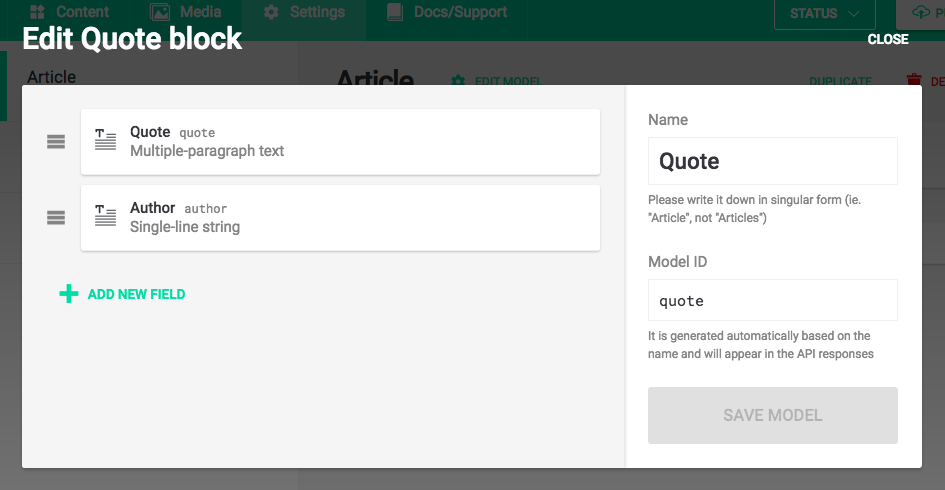 Content
Media
Settings
Docs/Support
STATUS
Edit Quote block
CLOSE
Article
Article
EDIT MODEL
DUPLICATE
Quote quote
Multiple-paragraph text
Author author
Single-line string
ADD NEW FIELD
Name
Quote
Please write it down in singular form (ie.
"Article", not "Articles")
Model ID
quote
It is generated automatically based on the
name and will appear in the API responses
SAVE MODEL